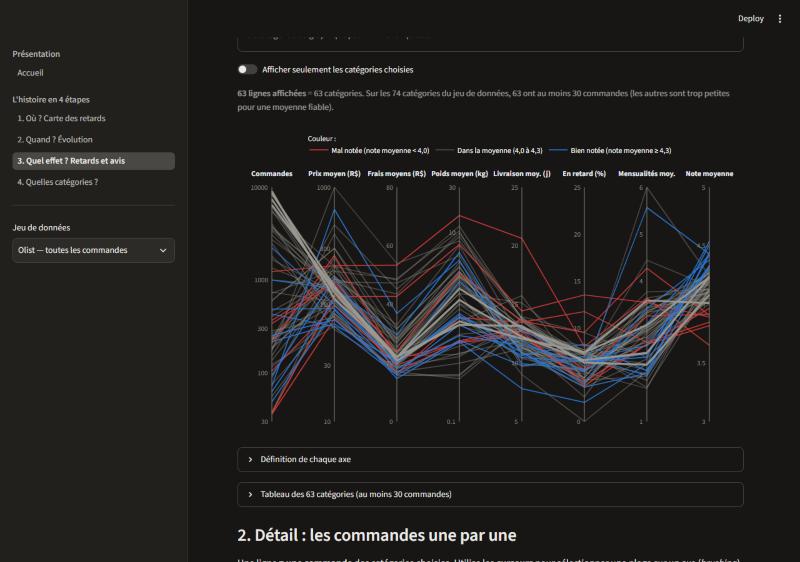 Deploy
Présentation
Accueil
L'histoire en 4 étapes
1. Où ? Carte des retards
2. Quand ? Évolution
3. Quel effet ? Retards et avis
4. Quelles catégories ?
Jeu de données
Olist — toutes les commandes
Afficher seulement les catégories choisies
63 lignes affichées = 63 catégories. Sur les 74 catégories du jeu de données, 63 ont au moins 30 commandes (les autres sont trop petites
pour une moyenne fiable).
Couleur :
Mal notée (note moyenne < 4,0) Dans la moyenne (4,0 à 4,3) Bien notée (note moyenne ≥ 4,3)
Commandes Prix moyen (R$) Frais moyens (R$) Poids moyen (kg) Livraison moy. (j) En retard (%) Mensualités moy. Note moyenne
10000 1000 80 30 25 25 6 5
60 10 20 20 5 4.5
1000 40 15 15 4
300 10
100 30 10 3.5
30 10 0 0.1 5 0 1 3
Définition de chaque axe
Tableau des 63 catégories (au moins 30 commandes)
2. Détail : les commandes une par une